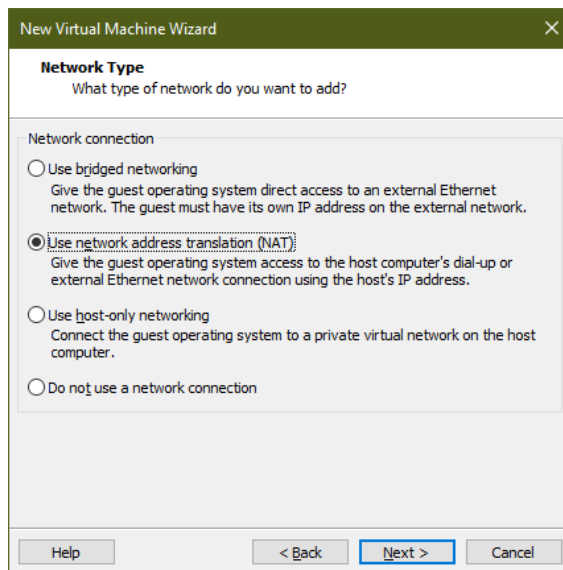 New Virtual Machine Wizard
Network Type
What type of network do you want to add?
Network connection
Use bridged networking
Give the guest operating system direct access to an external Ethernet
network. The guest must have its own IP address on the external network.
Use network address translation (NAT)
Give the guest operating system access to the host computer's dial-up or
external Ethernet network connection using the host's IP address.
Use host-only networking
Connect the guest operating system to a private virtual network on the host
computer.
Do not use a network connection
Help < Back Next > Cancel